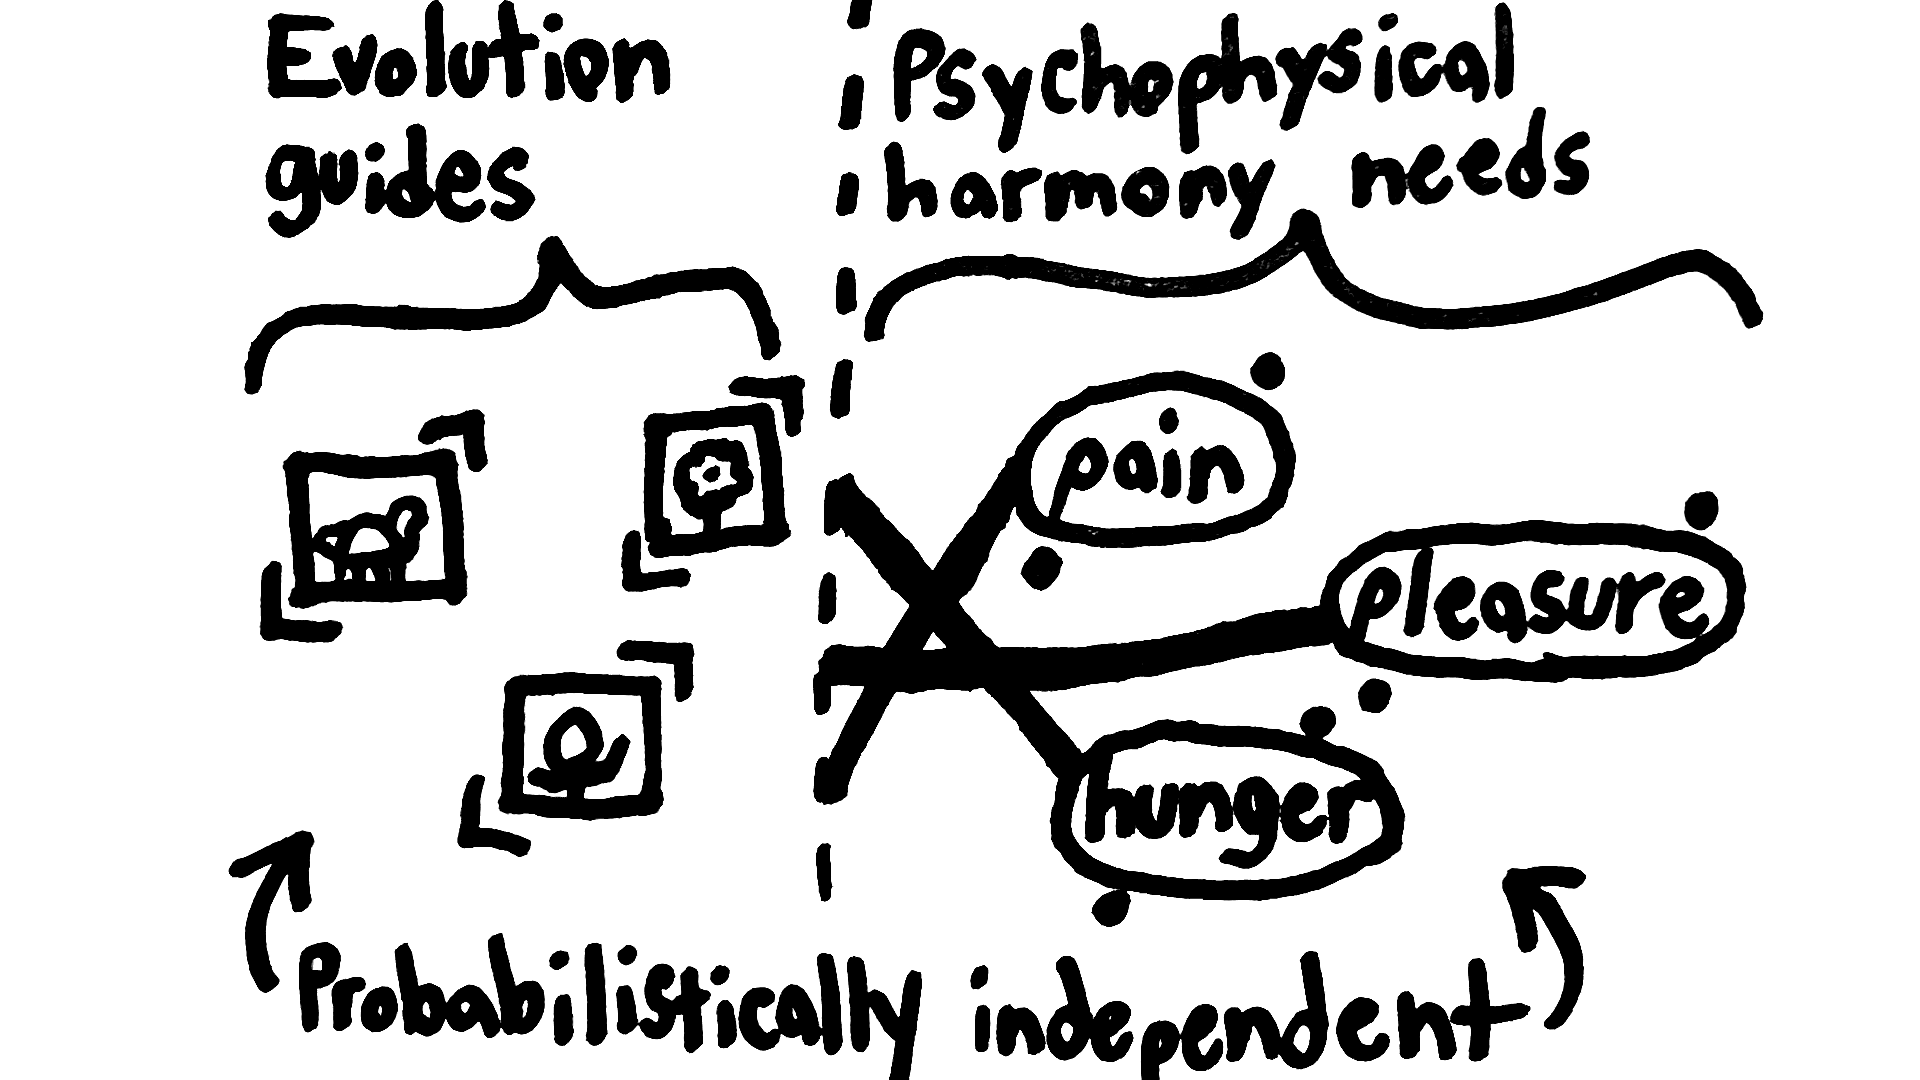 Evolution
guides
Psychophysical
harmony needs
pain
pleasure
hunger
Probabilistically independent